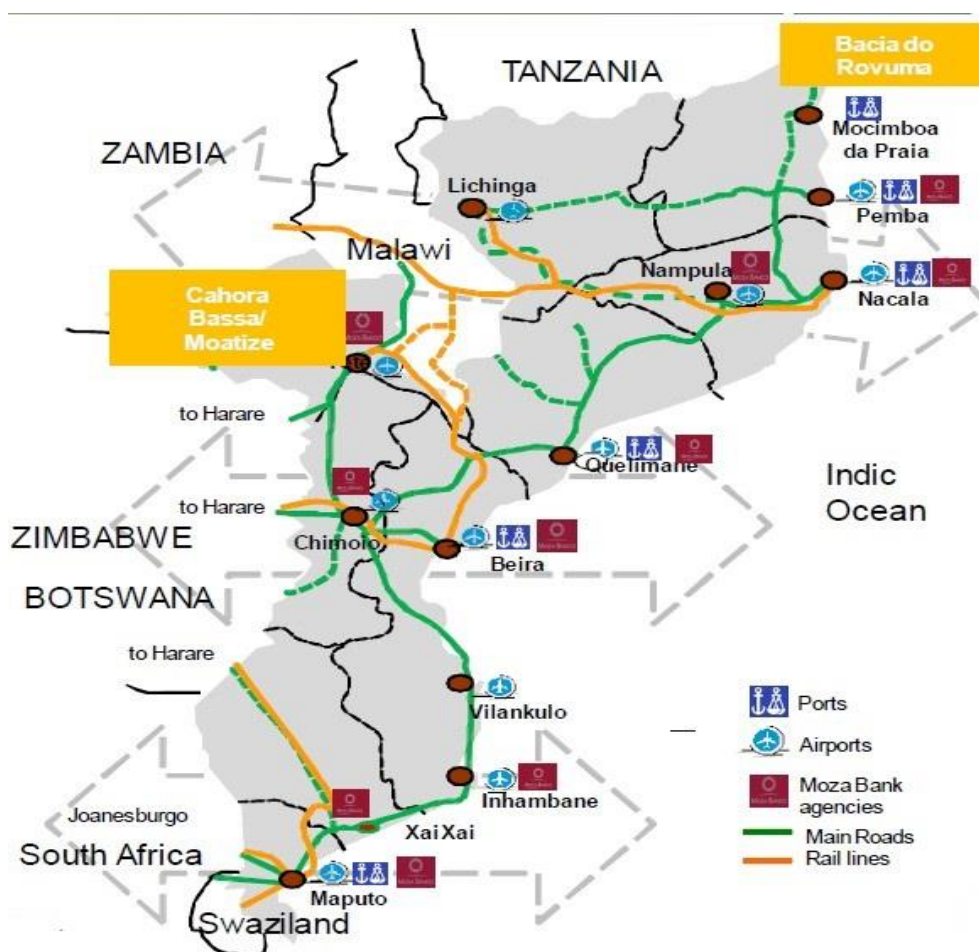 Bacia do
Rovuma
TANZANIA
Mocimboa
da Praia
ZAMBIA
Lichinga
Pemba
Malawi
Nampula
Nacala
Cahora
Bassa/
Moatize
to Harare
Quelimane
Indic
Ocean
to Harare
ZIMBABWE
Chimoio
Beira
BOTSWANA
to Harare
Vilankulo
Ports
Airports
Inhambane
Moza Bank
agencies
Joanesburgo
Xai Xai
Main Roads
South Africa
Rail lines
Maputo
Swaziland